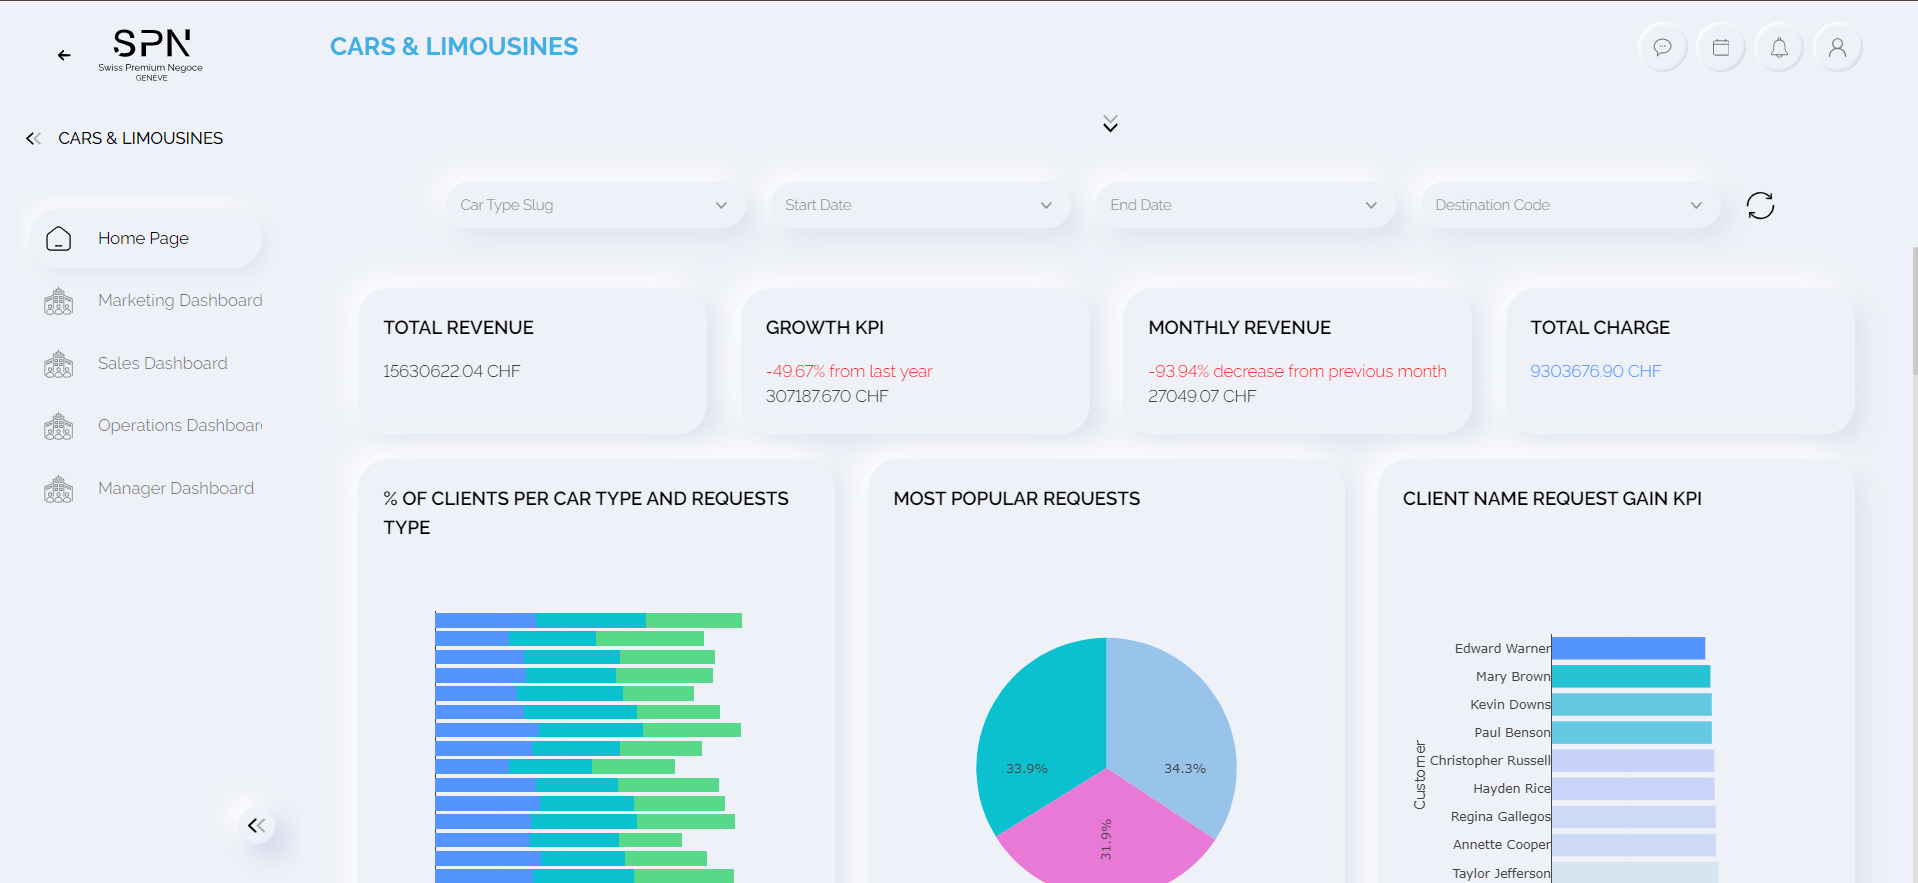 SPN
Swiss Premium Negoce
GENÈVE
CARS & LIMOUSINES
CARS & LIMOUSINES
Home Page
Marketing Dashboard
Sales Dashboard
Operations Dashboar
Manager Dashboard
Car Type Slug
Start Date
End Date
Destination Code
TOTAL REVENUE
15630622.04 CHF
GROWTH KPI
-49.67% from last year
307187.670 CHF
MONTHLY REVENUE
-93.94% decrease from previous month
27049.07 CHF
TOTAL CHARGE
9303676.90 CHF
% OF CLIENTS PER CAR TYPE AND REQUESTS
TYPE
MOST POPULAR REQUESTS
33.9%
34.3%
31.9%
CLIENT NAME REQUEST GAIN KPI
Customer
Edward Warner
Mary Brown
Kevin Downs
Paul Benson
Christopher Russell
Hayden Rice
Regina Gallegos
Annette Cooper
Taylor Jefferson